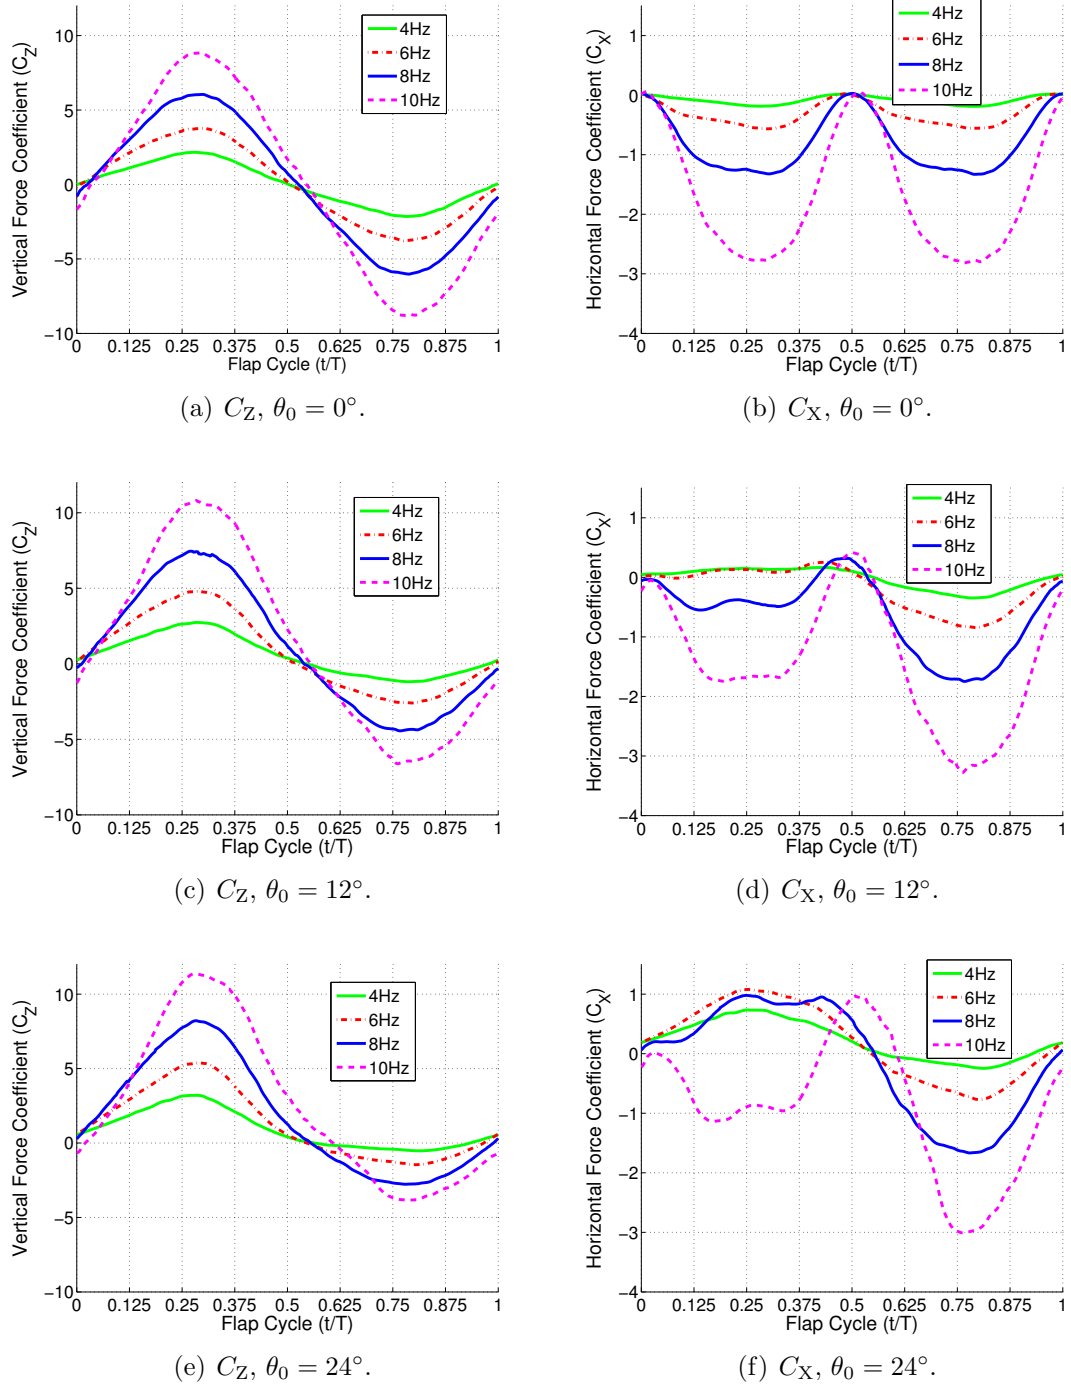 Vertical Force Coefficient (C_Z)
10
5
0
−5
−10
0 0.125 0.25 0.375 0.5 0.625 0.75 0.875 1
Flap Cycle (t/T)
4Hz
6Hz
8Hz
10Hz
(a) C_Z, θ_0 = 0°.
Horizontal Force Coefficient (C_X)
0
−1
−2
−3
−4
0 0.125 0.25 0.375 0.5 0.625 0.75 0.875 1
Flap Cycle (t/T)
4Hz
6Hz
8Hz
10Hz
(b) C_X, θ_0 = 0°.
Vertical Force Coefficient (C_Z)
10
5
0
−5
−10
0 0.125 0.25 0.375 0.5 0.625 0.75 0.875 1
Flap Cycle (t/T)
4Hz
6Hz
8Hz
10Hz
(c) C_Z, θ_0 = 12°.
Horizontal Force Coefficient (C_X)
1
0
−1
−2
−3
−4
0 0.125 0.25 0.375 0.5 0.625 0.75 0.875 1
Flap Cycle (t/T)
4Hz
6Hz
8Hz
10Hz
(d) C_X, θ_0 = 12°.
Vertical Force Coefficient (C_Z)
10
5
0
−5
−10
0 0.125 0.25 0.375 0.5 0.625 0.75 0.875 1
Flap Cycle (t/T)
4Hz
6Hz
8Hz
10Hz
(e) C_Z, θ_0 = 24°.
Horizontal Force Coefficient (C_X)
1
0
−1
−2
−3
−4
0 0.125 0.25 0.375 0.5 0.625 0.75 0.875 1
Flap Cycle (t/T)
4Hz
6Hz
8Hz
10Hz
(f) C_X, θ_0 = 24°.